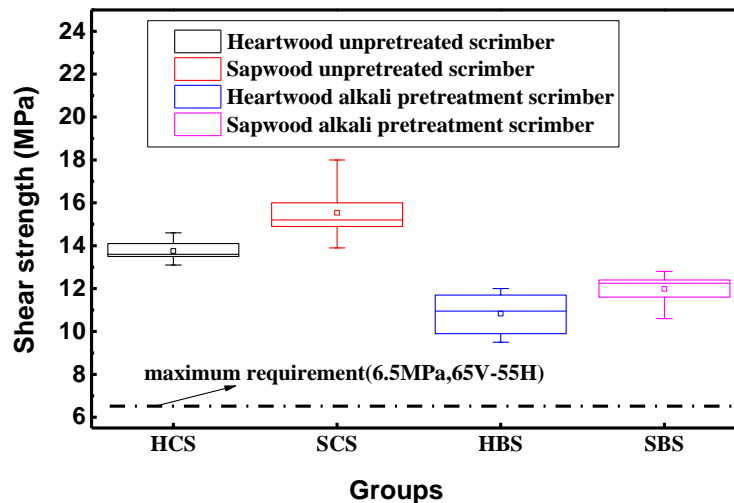 24
22
20
18
16
14
12
10
8
6
Shear strength (MPa)
Heartwood unpretreated scrimber
Sapwood unpretreated scrimber
Heartwood alkali pretreatment scrimber
Sapwood alkali pretreatment scrimber
maximum requirement(6.5MPa,65V-55H)
HCS SCS HBS SBS
Groups